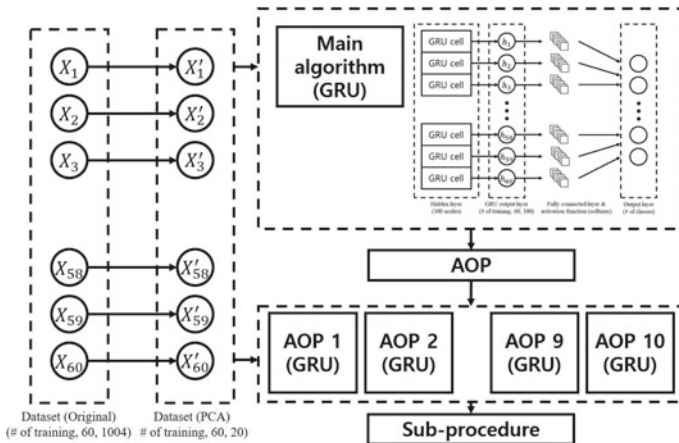 X₁
X₂
X₃
X₅₈
X₅₉
X₆₀
Dataset (Original)
(# of training, 60, 1004)
X′₁
X′₂
X′₃
X′₅₈
X′₅₉
X′₆₀
Dataset (PCA)
# of training, 60, 20)
Main
algorithm
(GRU)
GRU cell
GRU cell
GRU cell
GRU cell
GRU cell
GRU cell
Hidden layer
(100 nodes)
h₁
h₂
h₃
h₅₈
h₅₉
h₆₀
GRU output layer
(# of training, 60, 100)
Fully connected layer &
activation function (softmax)
Output layer
(# of classes)
AOP
AOP 1
(GRU)
AOP 2
(GRU)
AOP 9
(GRU)
AOP 10
(GRU)
Sub-procedure